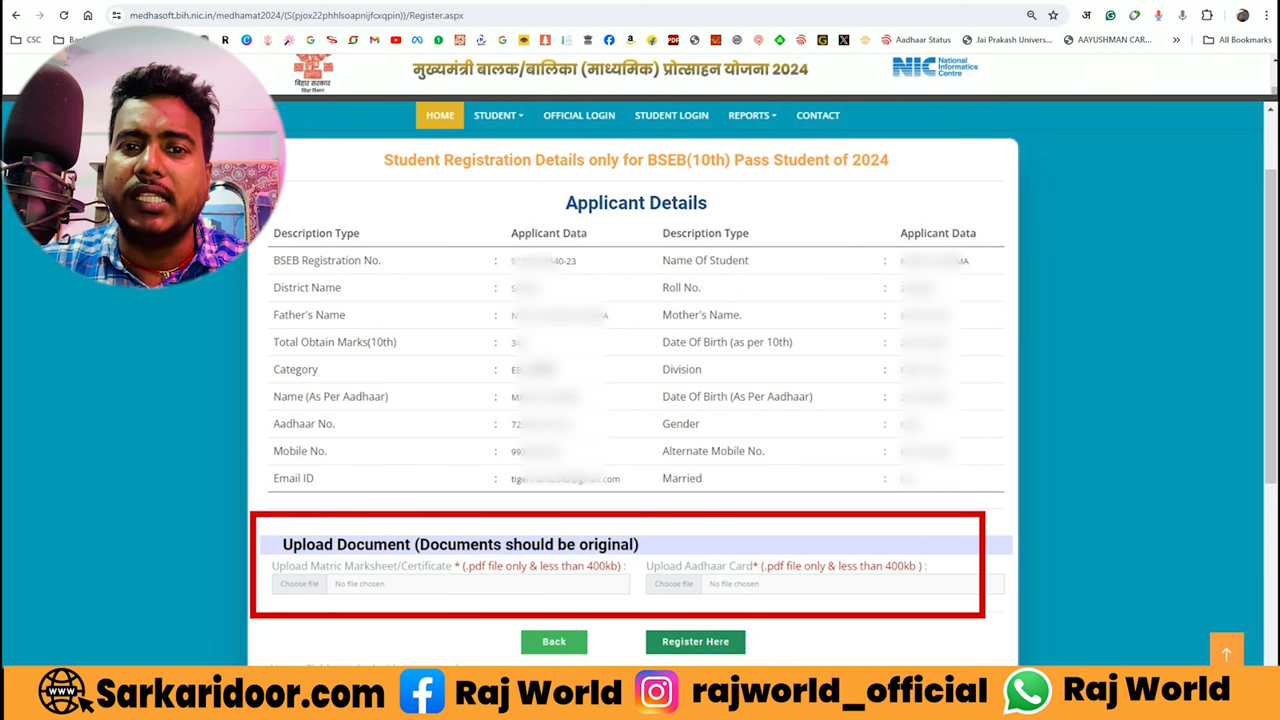 medhasoft.bih.nic.in/medhamat2024/(S(pjox22phhlsoapnijfcxqpin))/Register.aspx
CSC
Aadhaar Status
Jai Prakash Univers...
AAYUSHMAN CAR...
All Bookmarks
बिहार सरकार
शिक्षा विभाग
मुख्यमंत्री बालक/बालिका (माध्यमिक) प्रोत्साहन योजना 2024
NIC National Informatics Centre
HOME STUDENT OFFICIAL LOGIN STUDENT LOGIN REPORTS CONTACT
Student Registration Details only for BSEB(10th) Pass Student of 2024
Applicant Details
Description Type Applicant Data Description Type Applicant Data
BSEB Registration No. : Name Of Student :
District Name : Roll No. :
Father's Name : Mother's Name. :
Total Obtain Marks(10th) : Date Of Birth (as per 10th) :
Category : Division :
Name (As Per Aadhaar) : Date Of Birth (As Per Aadhaar) :
Aadhaar No. : Gender :
Mobile No. : Alternate Mobile No. :
Email ID : Married :
Upload Document (Documents should be original)
Upload Matric Marksheet/Certificate * (.pdf file only & less than 400kb) : Upload Aadhaar Card* (.pdf file only & less than 400kb ) :
Choose file No file chosen Choose file No file chosen
Back Register Here
www Sarkaridoor.com Raj World rajworld_official Raj World